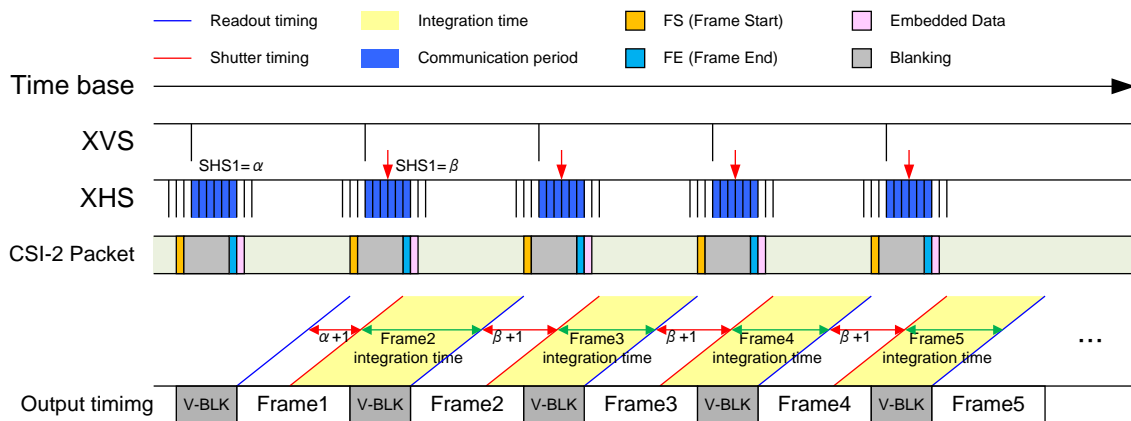 Readout timing Integration time FS (Frame Start) Embedded Data
Shutter timing Communication period FE (Frame End) Blanking
Time base
XVS
SHS1= α SHS1= β
XHS
CSI-2 Packet
α +1 Frame2 integration time β +1 Frame3 integration time β +1 Frame4 integration time β +1 Frame5 integration time ...
Output timimg V-BLK Frame1 V-BLK Frame2 V-BLK Frame3 V-BLK Frame4 V-BLK Frame5